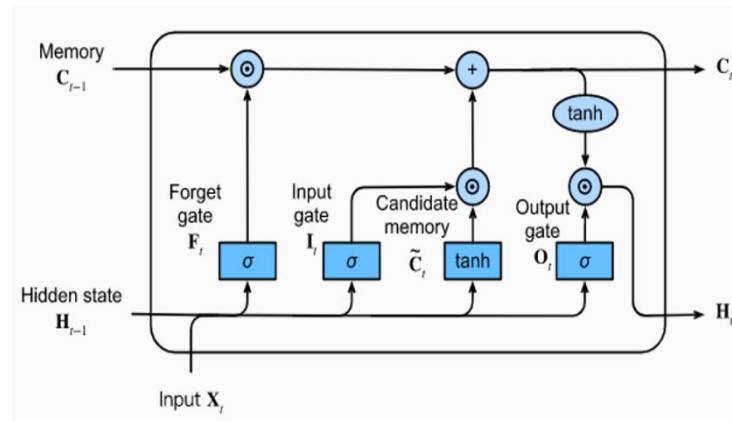 Memory
C_{t−1}
C_t
tanh
Forget
gate
F_t
Input
gate
I_t
Candidate
memory
C̃_t
Output
gate
O_t
σ
σ
tanh
σ
Hidden state
H_{t−1}
H_t
Input X_t